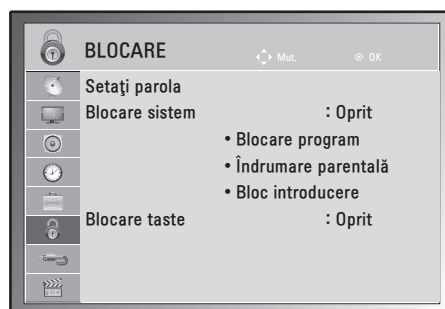 BLOCARE
Mut.
OK
Setaţi parola
Blocare sistem : Oprit
• Blocare program
• Îndrumare parentală
• Bloc introducere
Blocare taste : Oprit